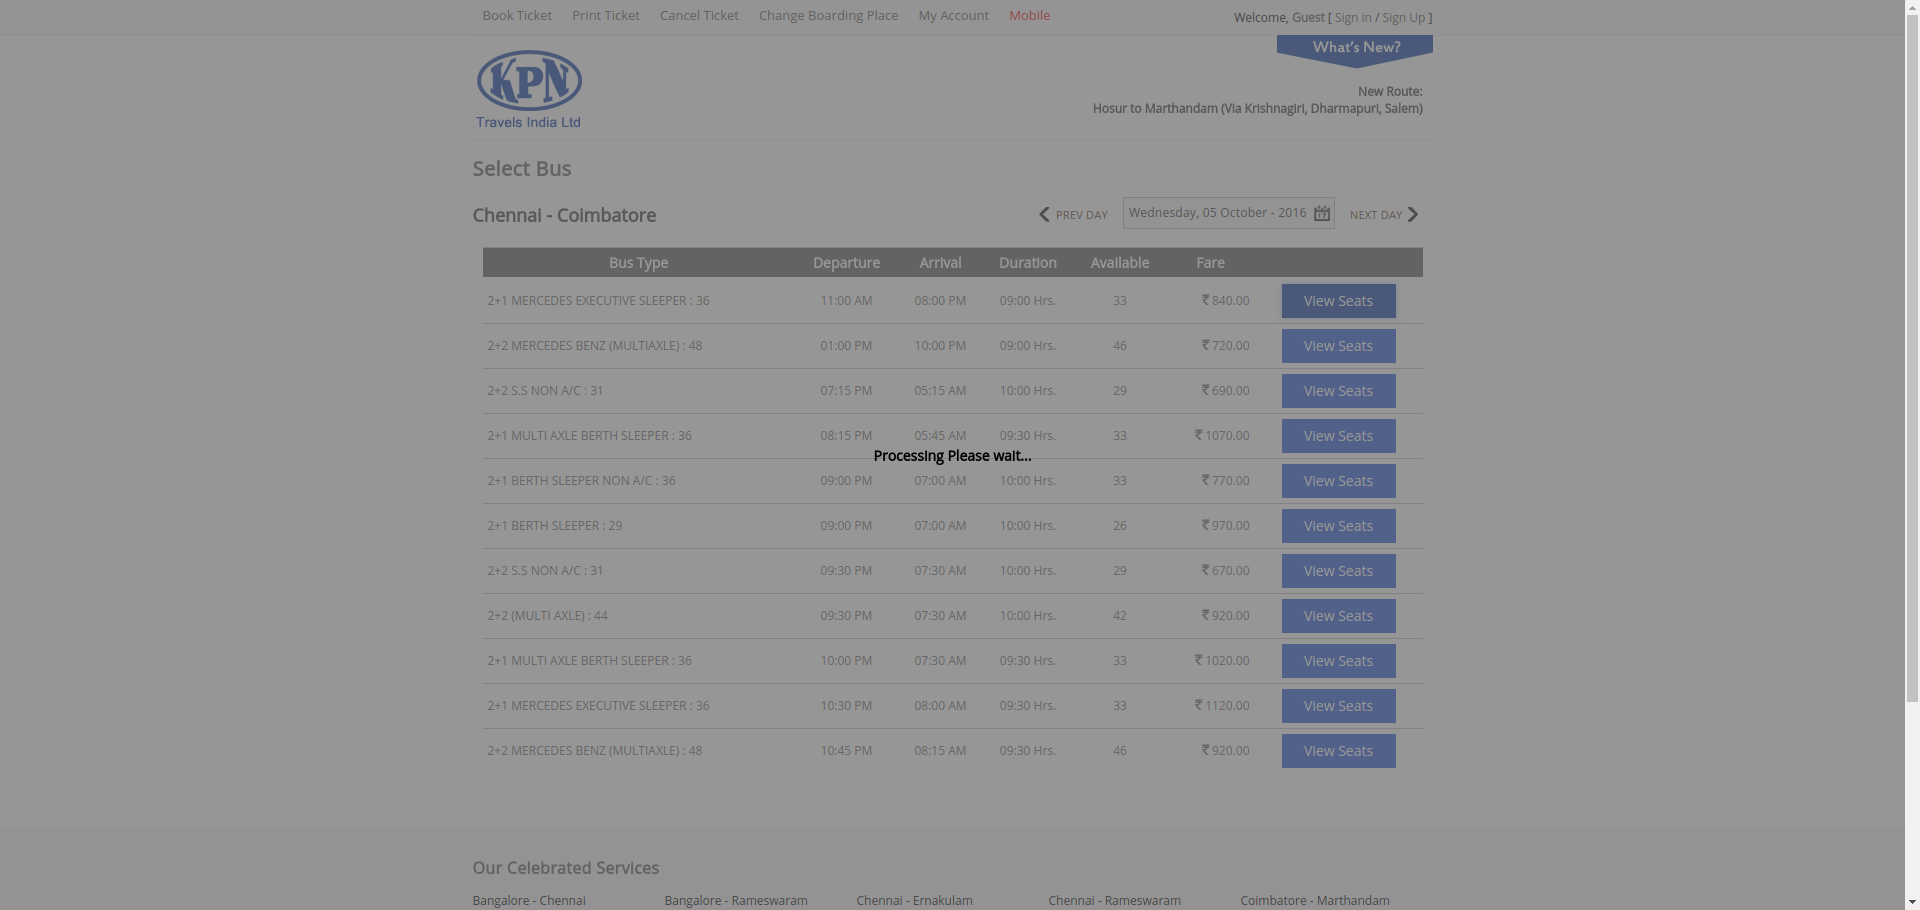 Book Ticket Print Ticket Cancel Ticket Change Boarding Place My Account Mobile Welcome, Guest [ Sign in / Sign Up ]
What's New?
KPN
Travels India Ltd
New Route:
Hosur to Marthandam (Via Krishnagiri, Dharmapuri, Salem)
Select Bus
Chennai - Coimbatore PREV DAY Wednesday, 05 October - 2016 17 NEXT DAY
Bus Type Departure Arrival Duration Available Fare
2+1 MERCEDES EXECUTIVE SLEEPER : 36 11:00 AM 08:00 PM 09:00 Hrs. 33 ₹ 840.00 View Seats
2+2 MERCEDES BENZ (MULTIAXLE) : 48 01:00 PM 10:00 PM 09:00 Hrs. 46 ₹ 720.00 View Seats
2+2 S.S NON A/C : 31 07:15 PM 05:15 AM 10:00 Hrs. 29 ₹ 690.00 View Seats
2+1 MULTI AXLE BERTH SLEEPER : 36 08:15 PM 05:45 AM 09:30 Hrs. 33 ₹ 1070.00 View Seats
Processing Please wait...
2+1 BERTH SLEEPER NON A/C : 36 09:00 PM 07:00 AM 10:00 Hrs. 33 ₹ 770.00 View Seats
2+1 BERTH SLEEPER : 29 09:00 PM 07:00 AM 10:00 Hrs. 26 ₹ 970.00 View Seats
2+2 S.S NON A/C : 31 09:30 PM 07:30 AM 10:00 Hrs. 29 ₹ 670.00 View Seats
2+2 (MULTI AXLE) : 44 09:30 PM 07:30 AM 10:00 Hrs. 42 ₹ 920.00 View Seats
2+1 MULTI AXLE BERTH SLEEPER : 36 10:00 PM 07:30 AM 09:30 Hrs. 33 ₹ 1020.00 View Seats
2+1 MERCEDES EXECUTIVE SLEEPER : 36 10:30 PM 08:00 AM 09:30 Hrs. 33 ₹ 1120.00 View Seats
2+2 MERCEDES BENZ (MULTIAXLE) : 48 10:45 PM 08:15 AM 09:30 Hrs. 46 ₹ 920.00 View Seats
Our Celebrated Services
Bangalore - Chennai Bangalore - Rameswaram Chennai - Ernakulam Chennai - Rameswaram Coimbatore - Marthandam